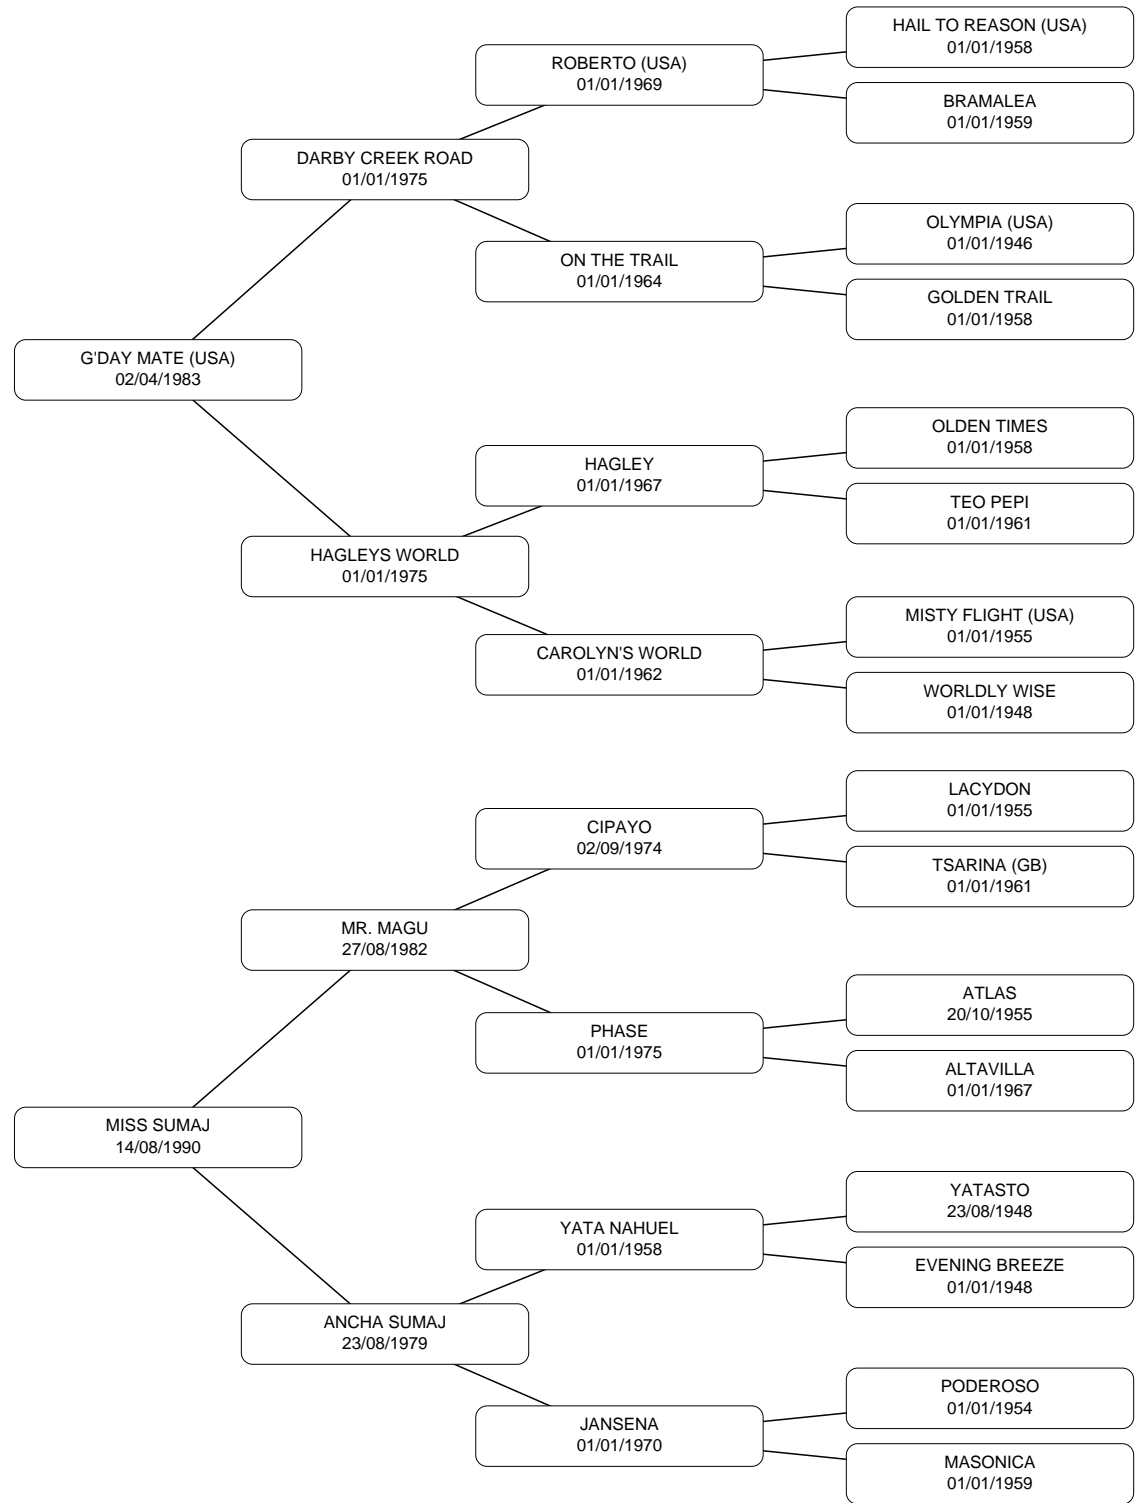 HAIL TO REASON (USA)
01/01/1958
ROBERTO (USA)
01/01/1969
BRAMALEA
01/01/1959
DARBY CREEK ROAD
01/01/1975
OLYMPIA (USA)
01/01/1946
ON THE TRAIL
01/01/1964
GOLDEN TRAIL
01/01/1958
G'DAY MATE (USA)
02/04/1983
OLDEN TIMES
01/01/1958
HAGLEY
01/01/1967
TEO PEPI
01/01/1961
HAGLEYS WORLD
01/01/1975
MISTY FLIGHT (USA)
01/01/1955
CAROLYN'S WORLD
01/01/1962
WORLDLY WISE
01/01/1948
LACYDON
01/01/1955
CIPAYO
02/09/1974
TSARINA (GB)
01/01/1961
MR. MAGU
27/08/1982
ATLAS
20/10/1955
PHASE
01/01/1975
ALTAVILLA
01/01/1967
MISS SUMAJ
14/08/1990
YATASTO
23/08/1948
YATA NAHUEL
01/01/1958
EVENING BREEZE
01/01/1948
ANCHA SUMAJ
23/08/1979
PODEROSO
01/01/1954
JANSENA
01/01/1970
MASONICA
01/01/1959